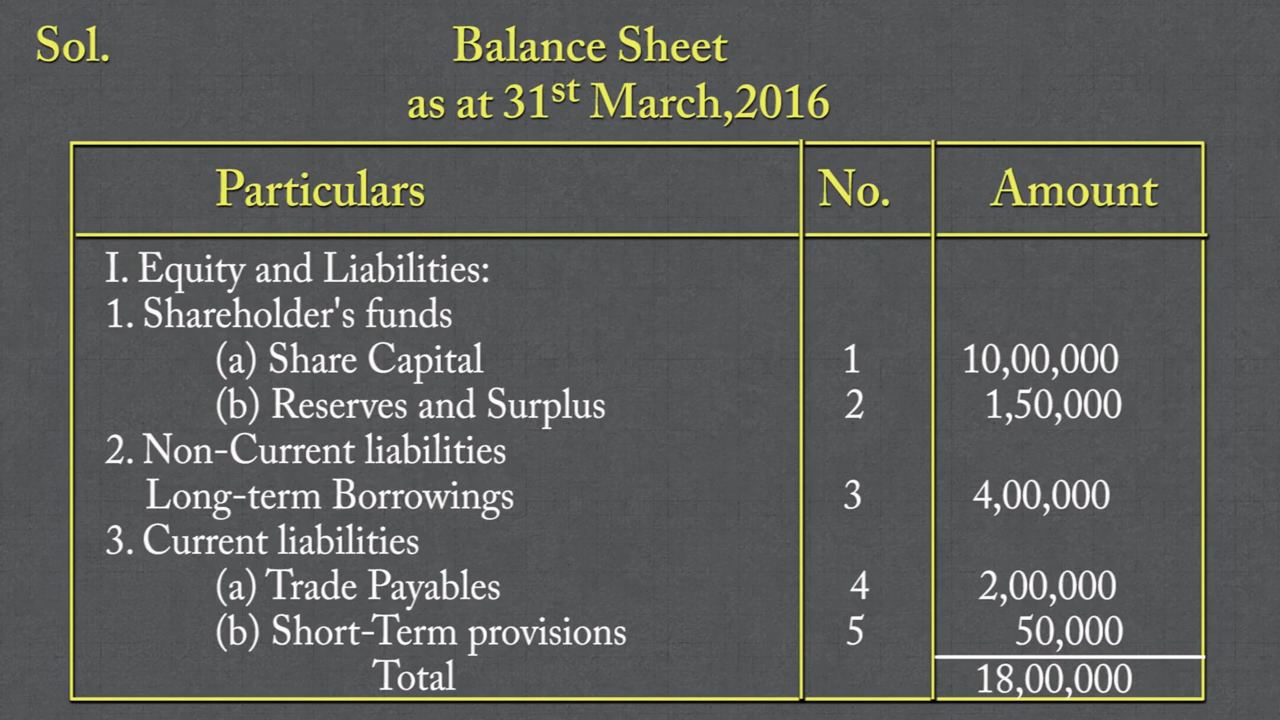 Sol.
Balance Sheet
as at 31st March,2016
Particulars No. Amount
I. Equity and Liabilities:
1. Shareholder's funds
(a) Share Capital 1 10,00,000
(b) Reserves and Surplus 2 1,50,000
2. Non-Current liabilities
Long-term Borrowings 3 4,00,000
3. Current liabilities
(a) Trade Payables 4 2,00,000
(b) Short-Term provisions 5 50,000
Total 18,00,000